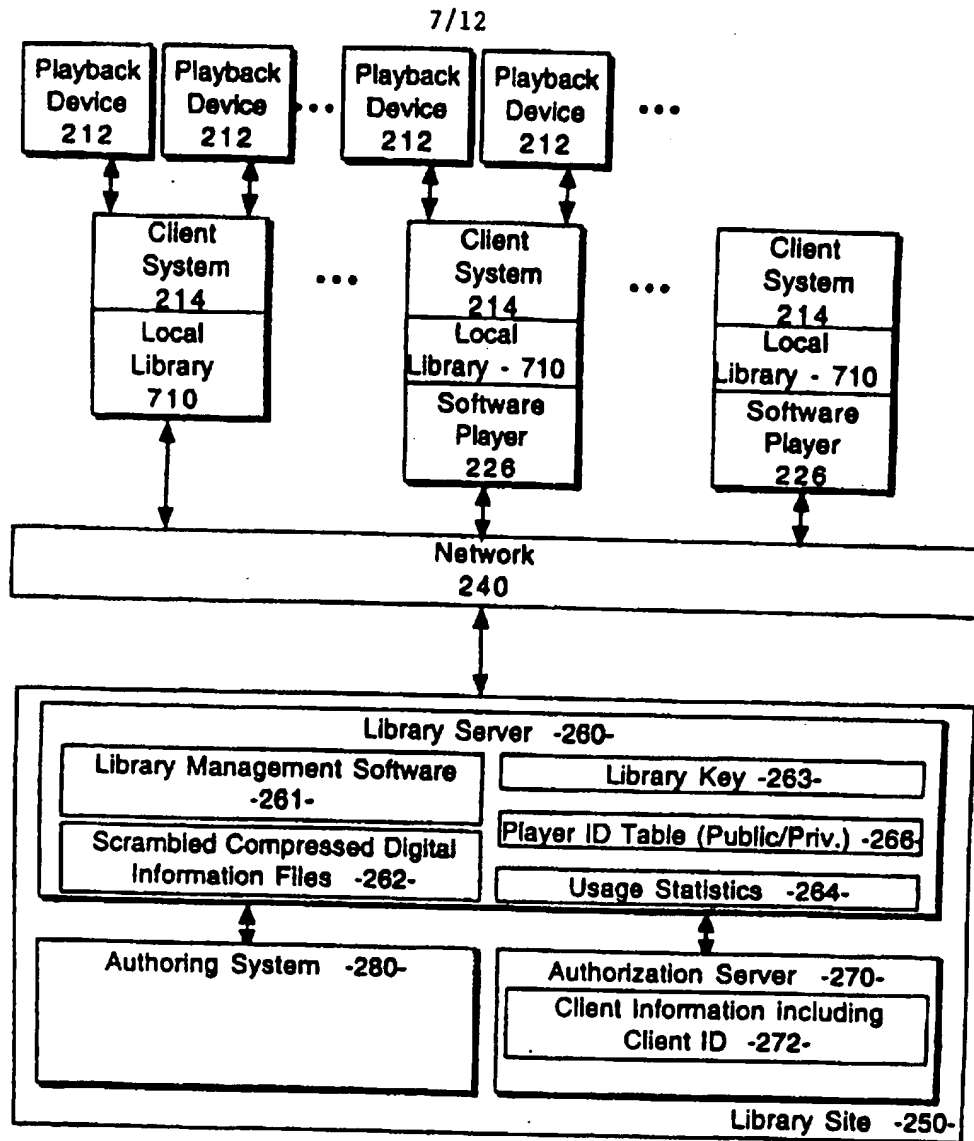 7/12
Playback
Device
212
Playback
Device
212
Playback
Device
212
Playback
Device
212
Client
System
214
Local
Library
710
Client
System
214
Local
Library - 710
Software
Player
226
Client
System
214
Local
Library - 710
Software
Player
226
Network
240
Library Server -260-
Library Management Software
-261-
Scrambled Compressed Digital
Information Files -262-
Library Key -263-
Player ID Table (Public/Priv.) -266-
Usage Statistics -264-
Authoring System -280-
Authorization Server -270-
Client Information including
Client ID -272-
Library Site -250-